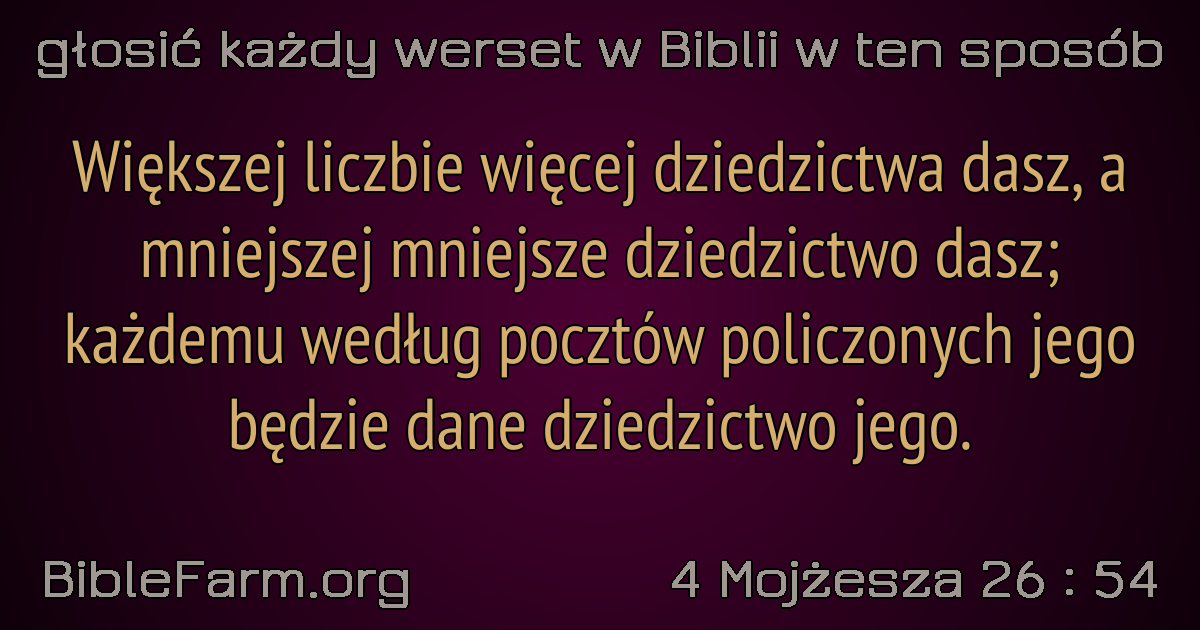 głosić każdy werset w Biblii w ten sposób
Większej liczbie więcej dziedzictwa dasz, a
mniejszej mniejsze dziedzictwo dasz;
każdemu według pocztów policzonych jego
będzie dane dziedzictwo jego.
BibleFarm.org
4 Mojżesza 26 : 54